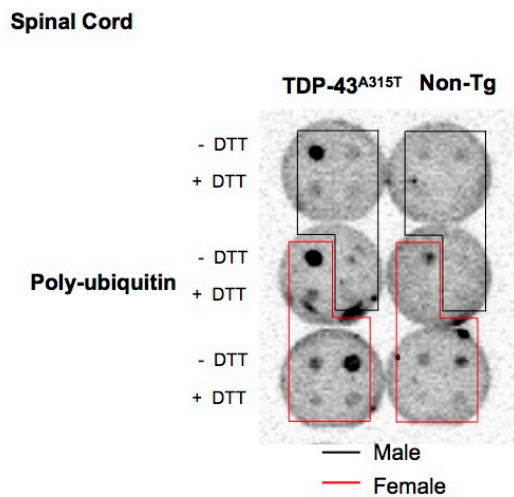 Spinal Cord
TDP-43A315T Non-Tg
- DTT
+ DTT
- DTT
Poly-ubiquitin
+ DTT
- DTT
+ DTT
Male
Female